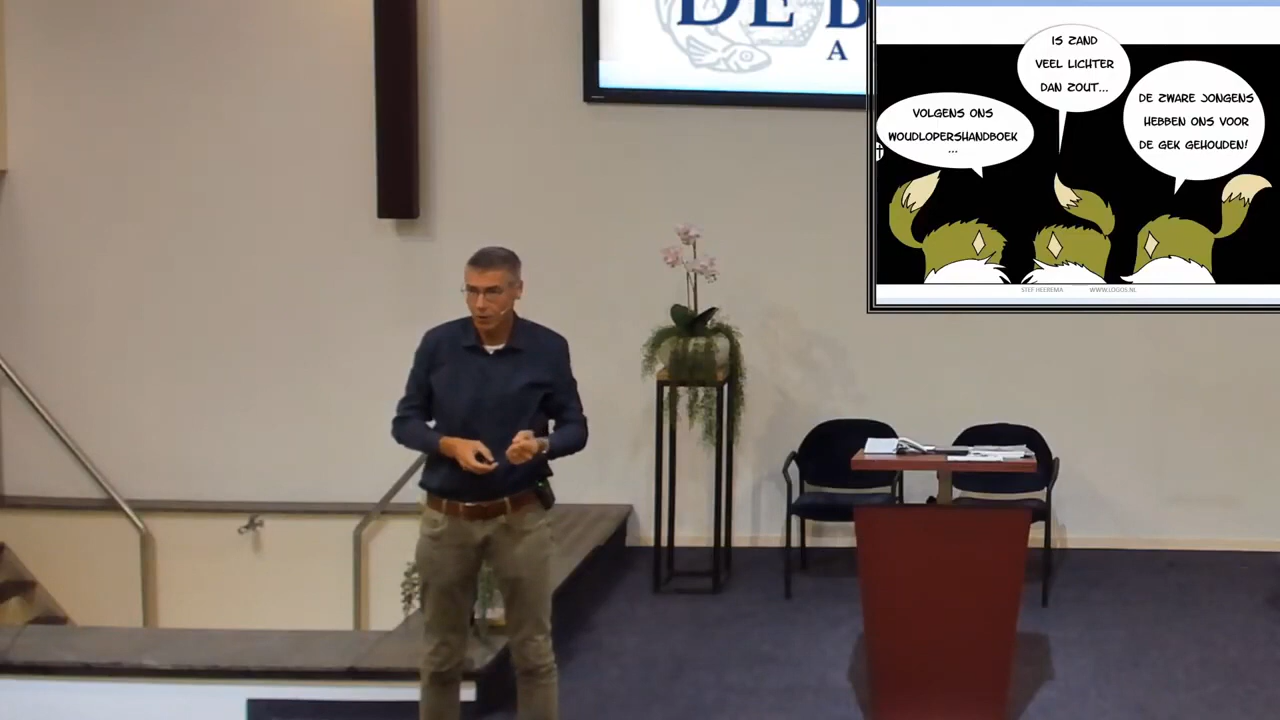 DE B
A
VOLGENS ONS
WOUDLOPERSHANDBOEK
...
IS ZAND
VEEL LICHTER
DAN ZOUT...
DE ZWARE JONGENS
HEBBEN ONS VOOR
DE GEK GEHOUDEN!
STEF HEEREMA WWW.LOGOS.NL